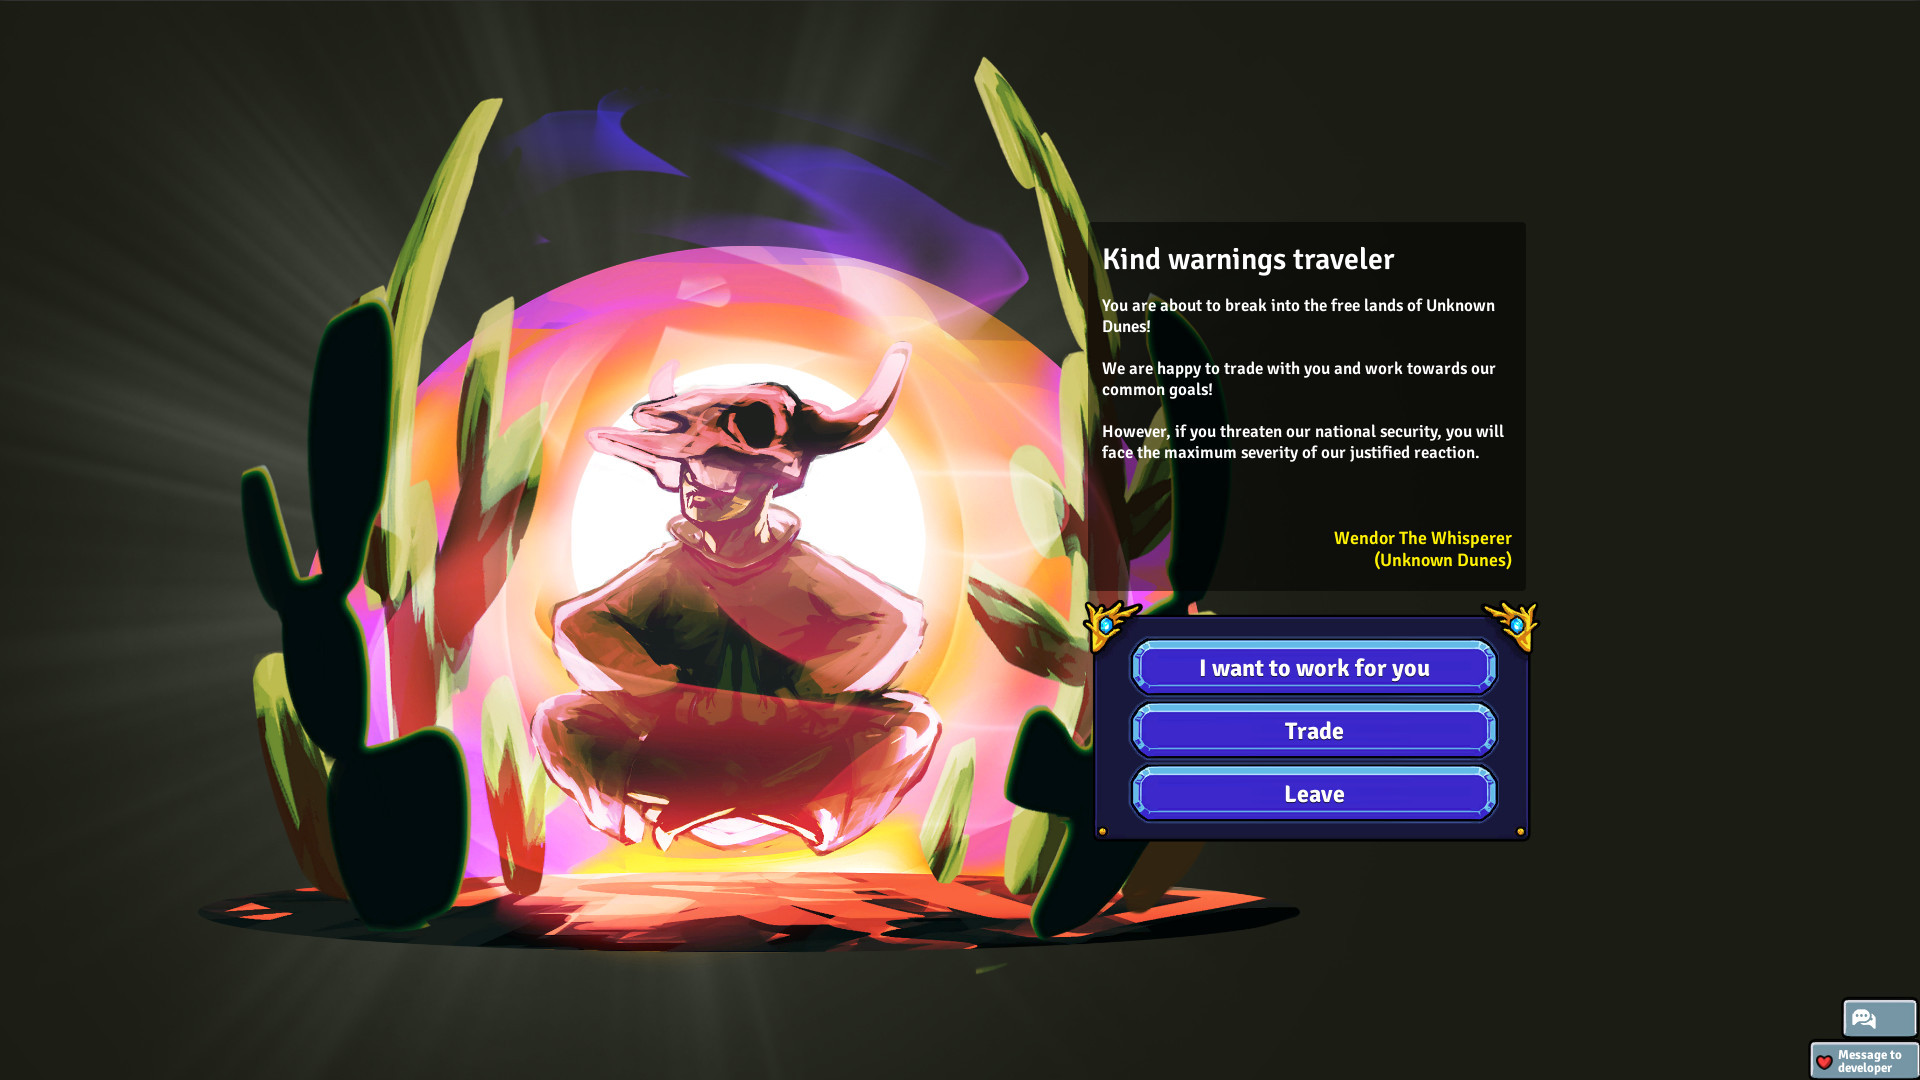 Kind warnings traveler
You are about to break into the free lands of Unknown
Dunes!
We are happy to trade with you and work towards our
common goals!
However, if you threaten our national security, you will
face the maximum severity of our justified reaction.
Wendor The Whisperer
(Unknown Dunes)
I want to work for you
Trade
Leave
Message to
developer